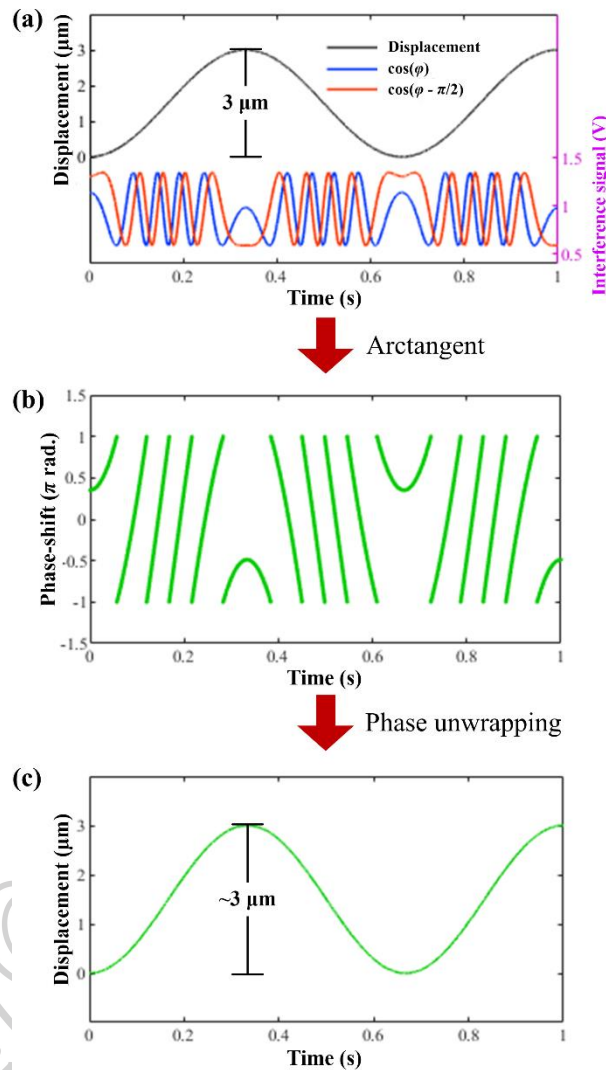 (a)
Displacement (μm)
3
2
1
0
3 μm
Displacement
cos(φ)
cos(φ - π/2)
1.5
1
0.5
Interference signal (V)
0 0.2 0.4 0.6 0.8 1
Time (s)
Arctangent
(b)
Phase-shift (π rad.)
1.5
1
0.5
0
-0.5
-1
-1.5
0 0.2 0.4 0.6 0.8 1
Time (s)
Phase unwrapping
(c)
Displacement (μm)
3
2
1
0
~3 μm
0 0.2 0.4 0.6 0.8 1
Time (s)